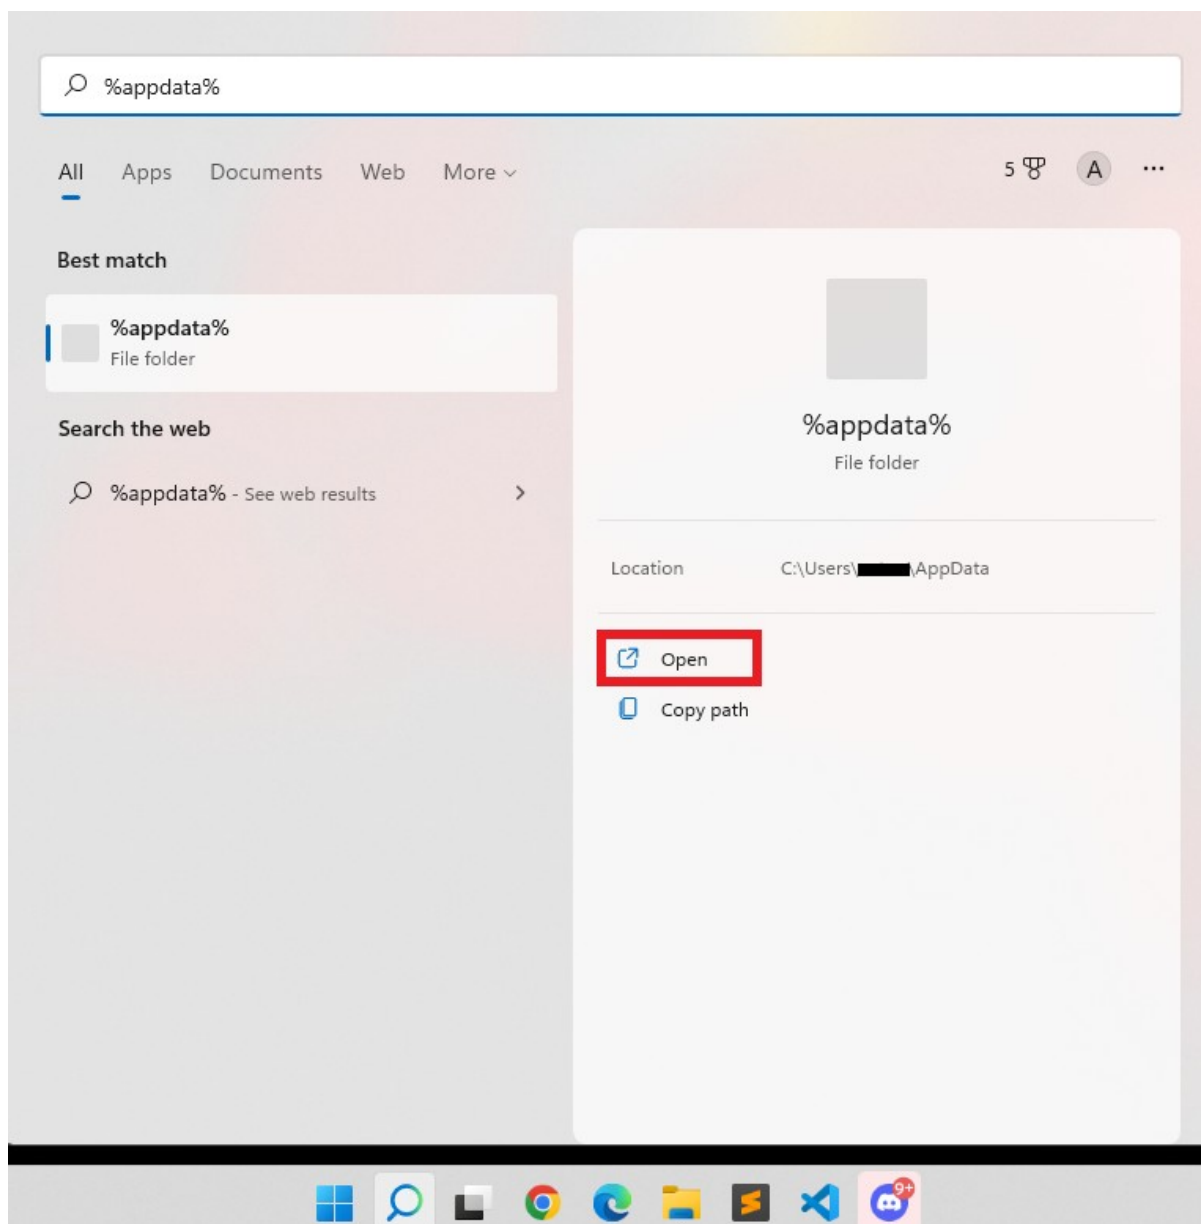 %appdata%
All Apps Documents Web More 5 A ...
Best match
%appdata%
File folder
Search the web
%appdata% - See web results
%appdata%
File folder
Location C:\Users\ \AppData
Open
Copy path
9+